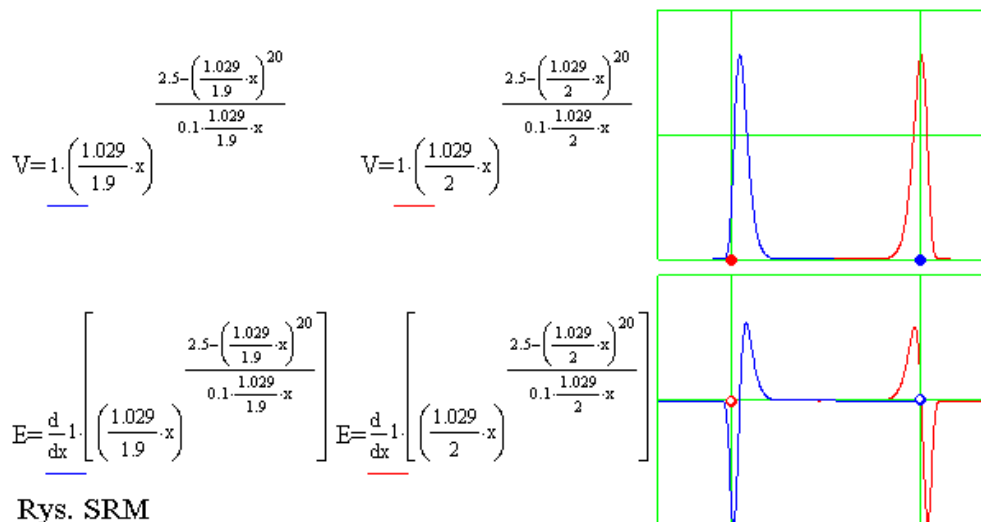 V=1·((1.029/1.9)·x)^((2.5−((1.029/1.9)·x)^20)/(0.1·(1.029/1.9)·x))
V=1·((1.029/2)·x)^((2.5−((1.029/2)·x)^20)/(0.1·(1.029/2)·x))
E=d/dx 1·[((1.029/1.9)·x)^((2.5−((1.029/1.9)·x)^20)/(0.1·(1.029/1.9)·x))]
E=d/dx 1·[((1.029/2)·x)^((2.5−((1.029/2)·x)^20)/(0.1·(1.029/2)·x))]
Rys. SRM